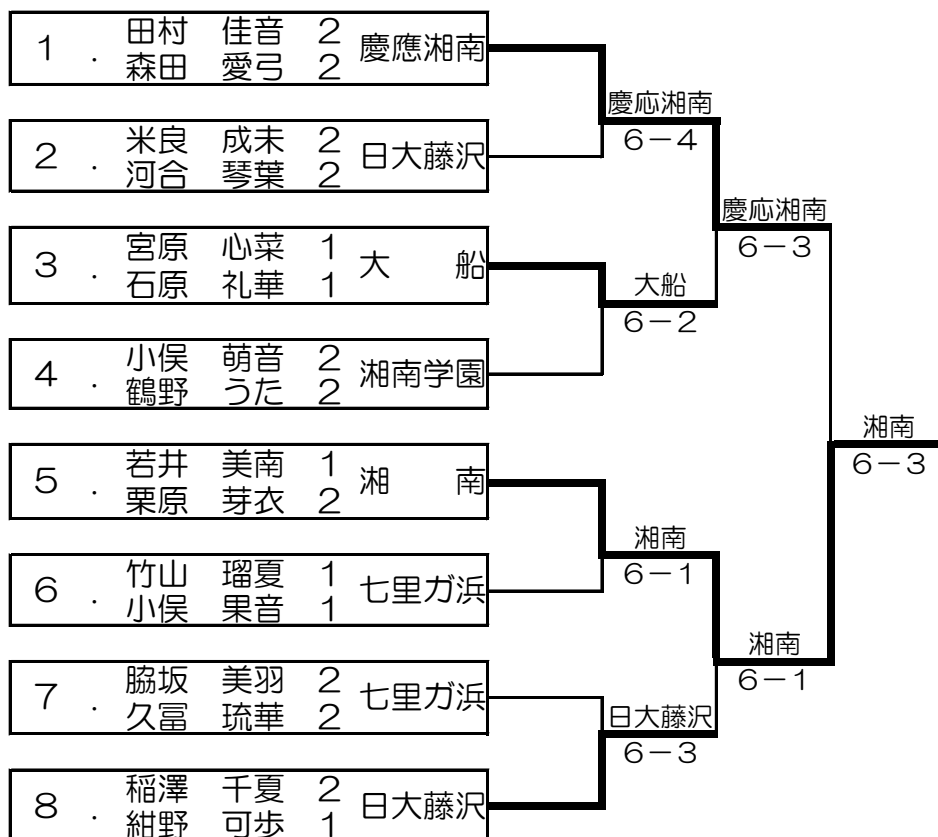 1 . 田村 佳音 2 慶應湘南
森田 愛弓 2
慶応湘南
6-4
2 . 米良 成未 2 日大藤沢
河合 琴葉 2
慶応湘南
6-3
3 . 宮原 心菜 1 大 船
石原 礼華 1
大船
6-2
4 . 小俣 萌音 2 湘南学園
鶴野 うた 2
湘南
6-3
5 . 若井 美南 1 湘 南
栗原 芽衣 2
湘南
6-1
6 . 竹山 瑠夏 1 七里ガ浜
小俣 果音 1
湘南
6-1
7 . 脇坂 美羽 2 七里ガ浜
久冨 琉華 2
日大藤沢
6-3
8 . 稲澤 千夏 2 日大藤沢
紺野 可歩 1